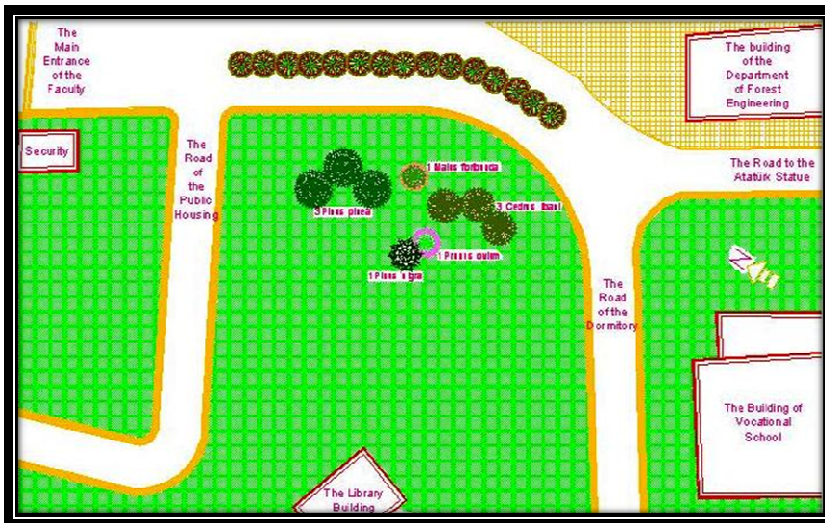 The
Main
Entrance
of the
Faculty
The building
of the
Department
of Forest
Engineering
Security
The
Road
of
the
Public
Housing
The Road to the
Atatürk Statue
1 Malus floribunda
3 Pinus pinea
3 Cedrus libani
1 Prunus
1 Pinus nigra
N
The
Road
of the
Dormitory
The Building of
Vocational
School
The Library
Building